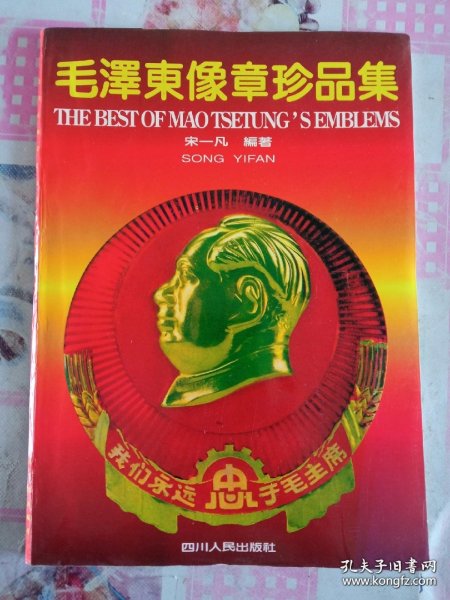 毛澤東像章珍品集
THE BEST OF MAO TSETUNG'S EMBLEMS
宋一凡 編著
SONG YIFAN
我们永远忠于毛主席
四川人民出版社
孔夫子旧书网
www.kongfz.com